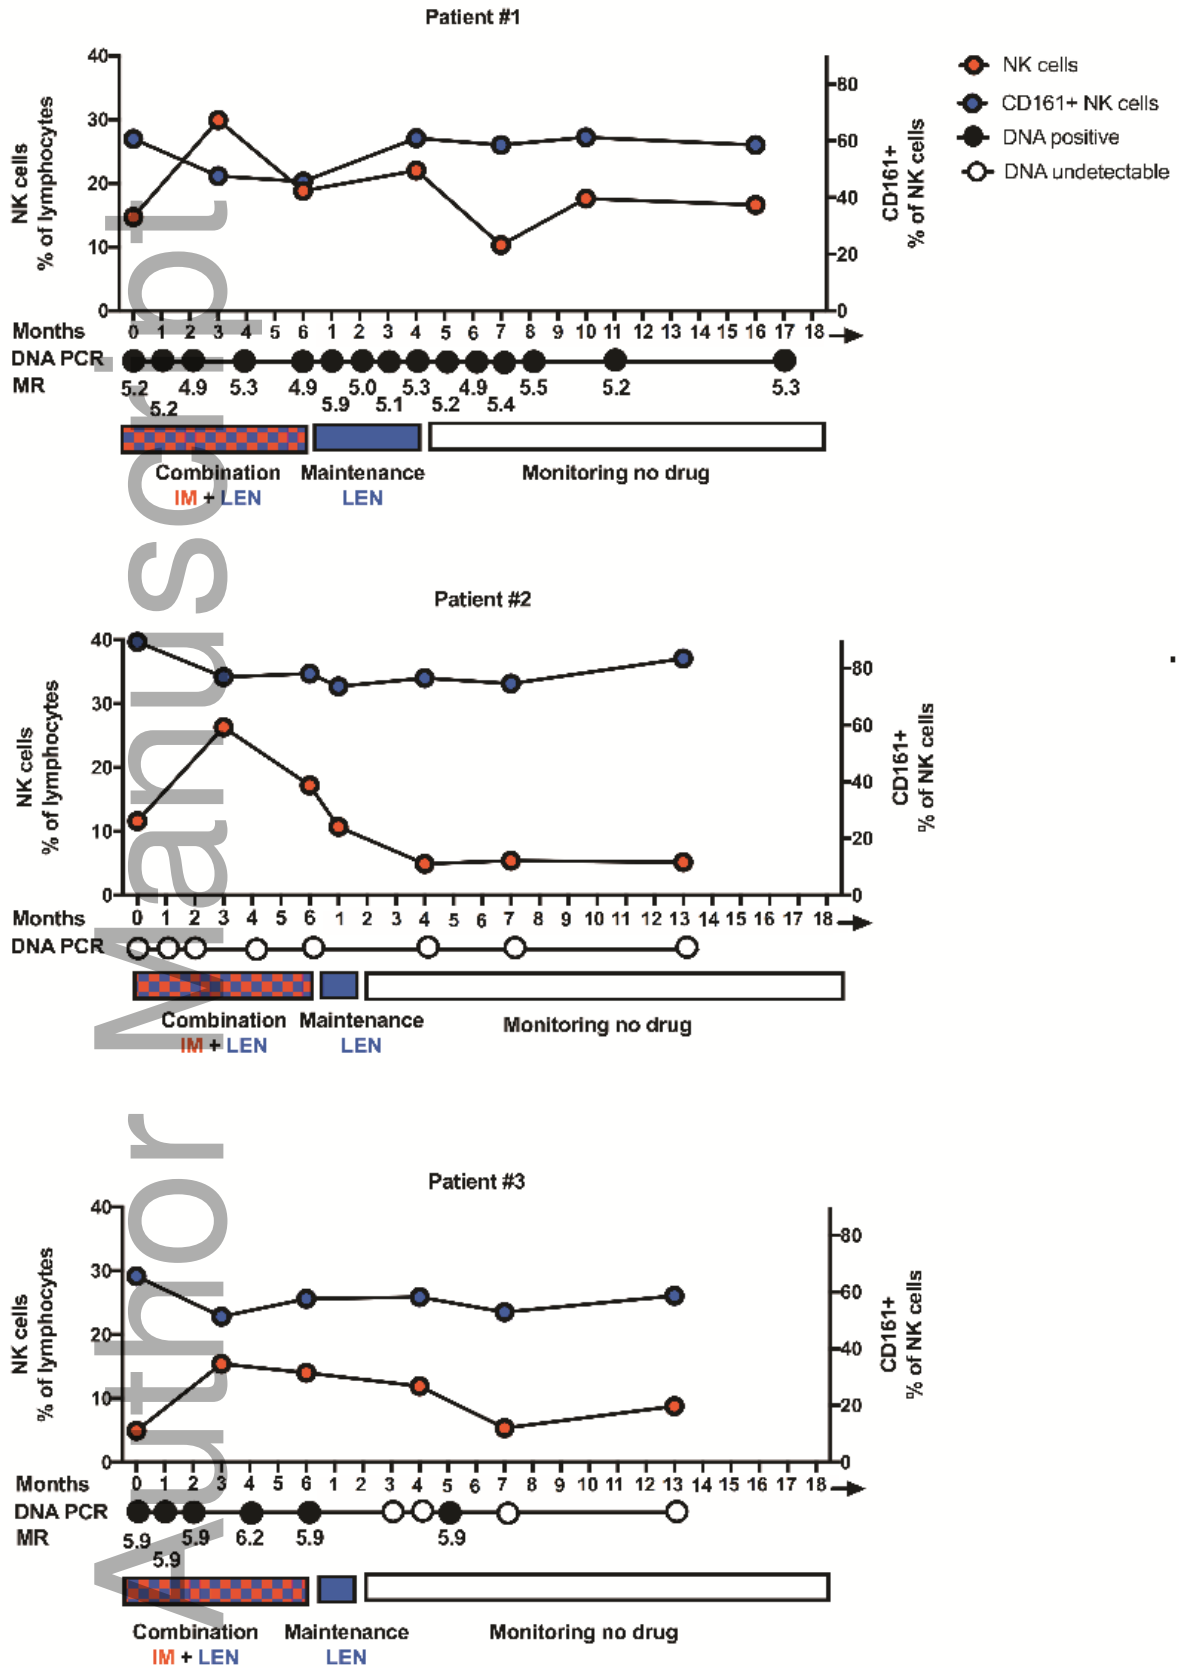 Patient #1
NK cells
CD161+ NK cells
DNA positive
DNA undetectable
NK cells
% of lymphocytes
40
30
20
10
0
80
60
40
20
0
CD161+
% of NK cells
Months 0 1 2 3 4 5 6 1 2 3 4 5 6 7 8 9 10 11 12 13 14 15 16 17 18
DNA PCR
MR 5.2 4.9 5.3 4.9 5.0 5.3 4.9 5.5 5.2 5.3
5.2 5.9 5.1 5.2 5.4
Combination Maintenance Monitoring no drug
IM + LEN LEN
Patient #2
NK cells
% of lymphocytes
40
30
20
10
0
80
60
40
20
0
CD161+
% of NK cells
Months 0 1 2 3 4 5 6 1 2 3 4 5 6 7 8 9 10 11 12 13 14 15 16 17 18
DNA PCR
Combination Maintenance Monitoring no drug
IM + LEN LEN
Patient #3
NK cells
% of lymphocytes
40
30
20
10
0
80
60
40
20
0
CD161+
% of NK cells
Months 0 1 2 3 4 5 6 1 2 3 4 5 6 7 8 9 10 11 12 13 14 15 16 17 18
DNA PCR
MR 5.9 5.9 6.2 5.9 5.9
5.9
Combination Maintenance Monitoring no drug
IM + LEN LEN
Author Manuscript